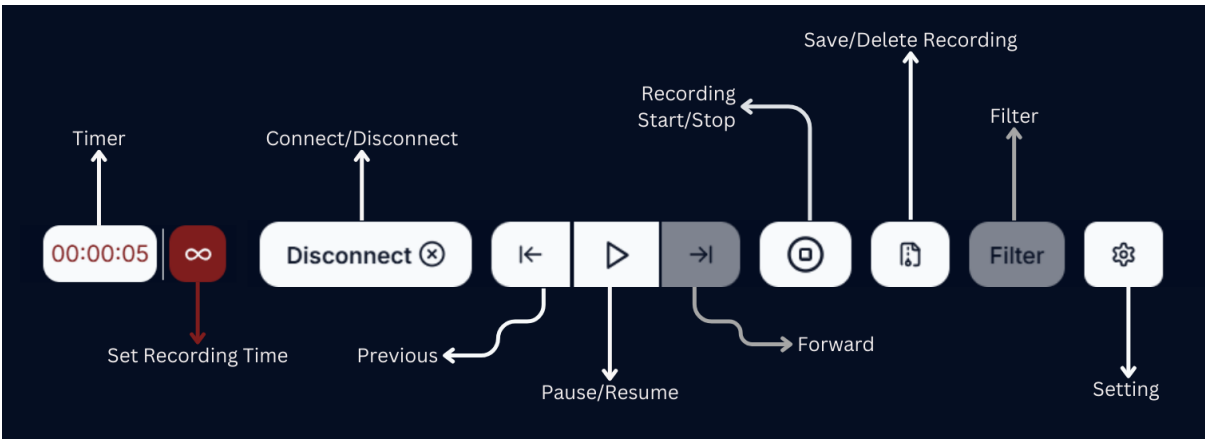 Save/Delete Recording
Recording
Start/Stop
Filter
Timer
Connect/Disconnect
00:00:05
∞
Disconnect
Filter
Set Recording Time
Previous
Forward
Pause/Resume
Setting